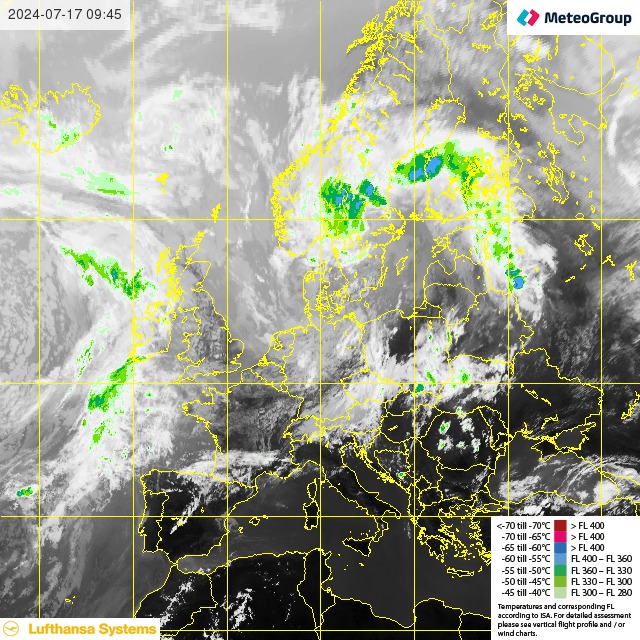 2024-07-17 09:45
MeteoGroup
<-70 till -70°C > FL 400
-70 till -65°C > FL 400
-65 till -60°C > FL 400
-60 till -55°C FL 400 - FL 360
-55 till -50°C FL 360 - FL 330
-50 till -45°C FL 330 - FL 300
-45 till -40°C FL 300 - FL 280
Temperatures and corresponding FL
according to ISA. For detailed assessment
please see vertical flight profile and / or
wind charts.
Lufthansa Systems